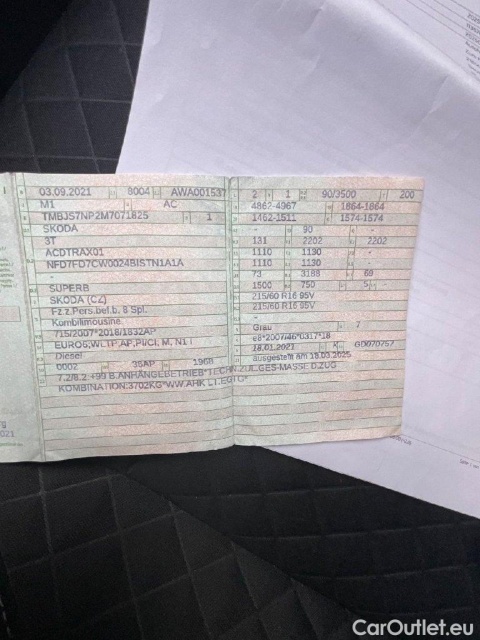 03.09.2021 8004 AWA001537
M1 AC
TMBJS7NP2M7071825 - 1
SKODA
3T
ACDTRAX01
NFD7FD7CW0024BISTN1A1A
-
SUPERB
SKODA (CZ)
Fz.z.Pers.bef.b. 8 Spl.
Kombilimousine
715/2007*2018/1832AP
EURO6;WLTP,AP,PI/CI; M, N1 I
Diesel
0002 36AP 1968
7.2/8.2:+99 B.ANHÄNGEBETRIEB*TECHN.ZUL.GES-MASSE D.ZUG
KOMBINATION:3702KG*WW.AHK LT.EGTG*
2 1 90/3500 200
4862-4967 1864-1864
1462-1511 1574-1574
- 90 -
131 2202 2202
1110 1130 -
1110 1130 -
73 3188 68
1500 750 5 -
215/60 R16 95V
215/60 R16 95V
-
Grau 7
e8*2007/46*0317*18
18.01.2021 K GD070757
ausgestellt am 18.03.2025
2021
CarOutlet.eu